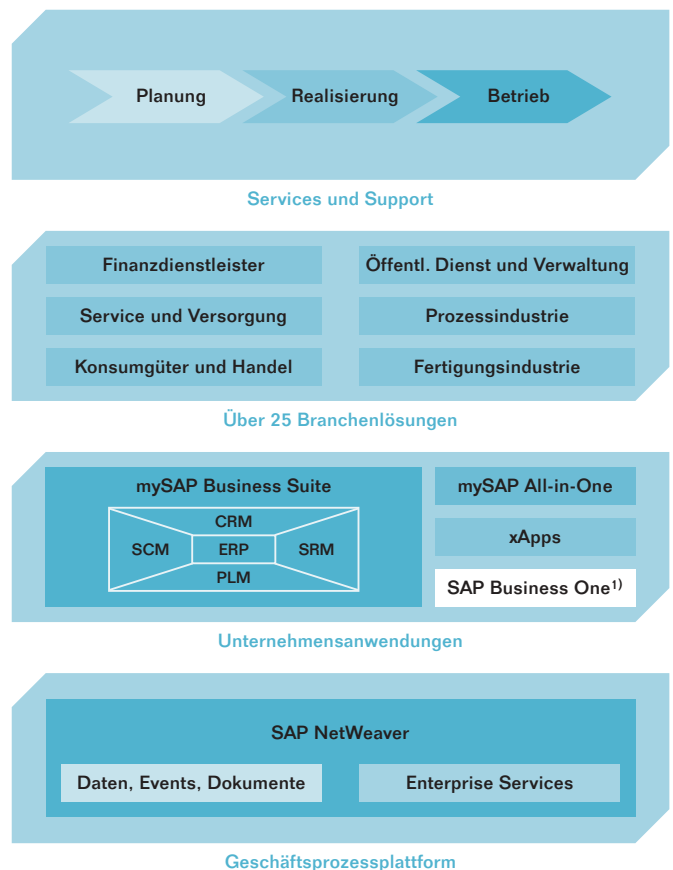 Planung
Realisierung
Betrieb
Services und Support
Finanzdienstleister
Öffentl. Dienst und Verwaltung
Service und Versorgung
Prozessindustrie
Konsumgüter und Handel
Fertigungsindustrie
Über 25 Branchenlösungen
mySAP Business Suite
CRM
SCM
ERP
SRM
PLM
mySAP All-in-One
xApps
SAP Business One¹⁾
Unternehmensanwendungen
SAP NetWeaver
Daten, Events, Dokumente
Enterprise Services
Geschäftsprozessplattform